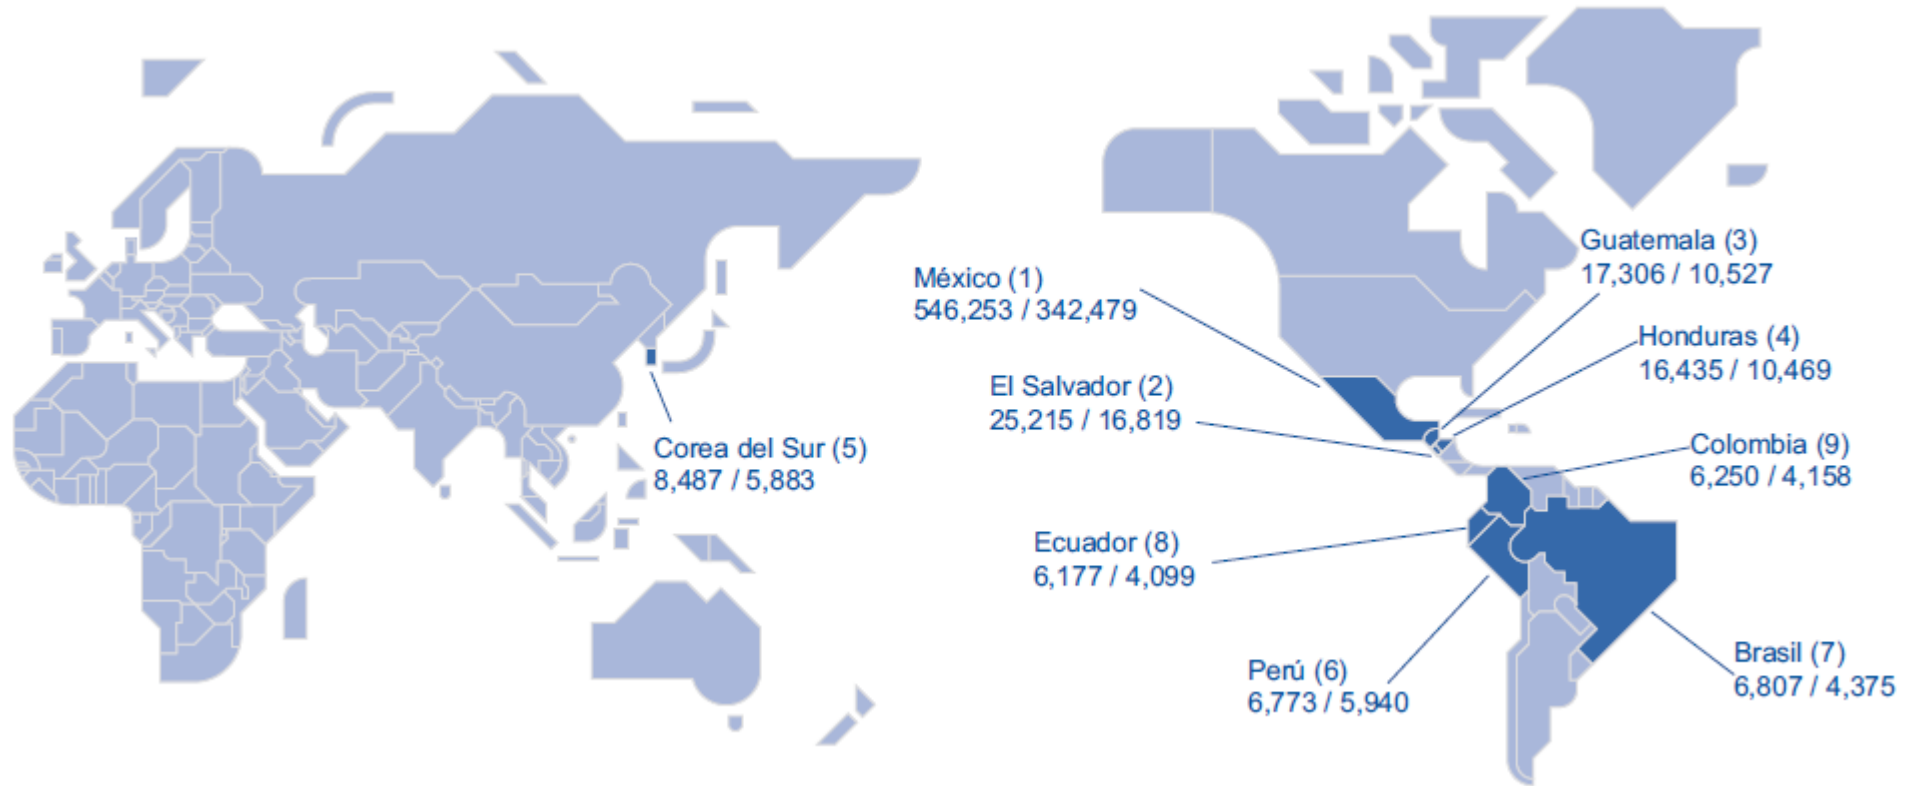 México (1)
546,253 / 342,479
El Salvador (2)
25,215 / 16,819
Guatemala (3)
17,306 / 10,527
Honduras (4)
16,435 / 10,469
Corea del Sur (5)
8,487 / 5,883
Colombia (9)
6,250 / 4,158
Ecuador (8)
6,177 / 4,099
Perú (6)
6,773 / 5,940
Brasil (7)
6,807 / 4,375